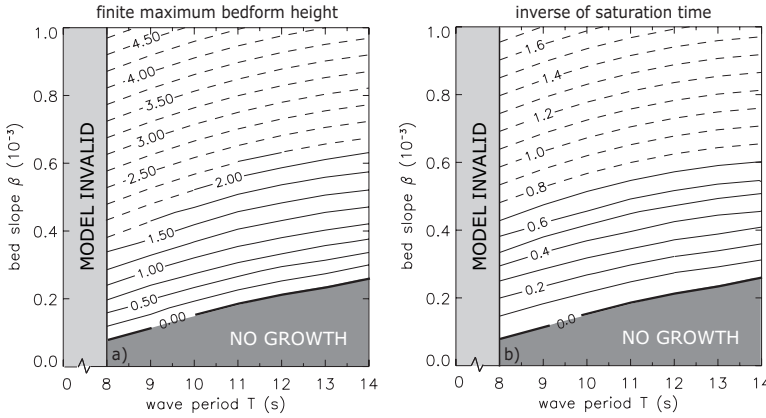 finite maximum bedform height
1.0
0.8
0.6
0.4
0.2
0.0
bed slope β (10⁻³)
MODEL INVALID
4.50
4.00
3.50
3.00
2.50
2.00
1.50
1.00
0.50
0.00
NO GROWTH
a)
0 8 9 10 11 12 13 14
wave period T (s)
inverse of saturation time
1.0
0.8
0.6
0.4
0.2
0.0
bed slope β (10⁻³)
MODEL INVALID
1.6
1.4
1.2
1.0
0.8
0.6
0.4
0.2
0.0
NO GROWTH
b)
0 8 9 10 11 12 13 14
wave period T (s)